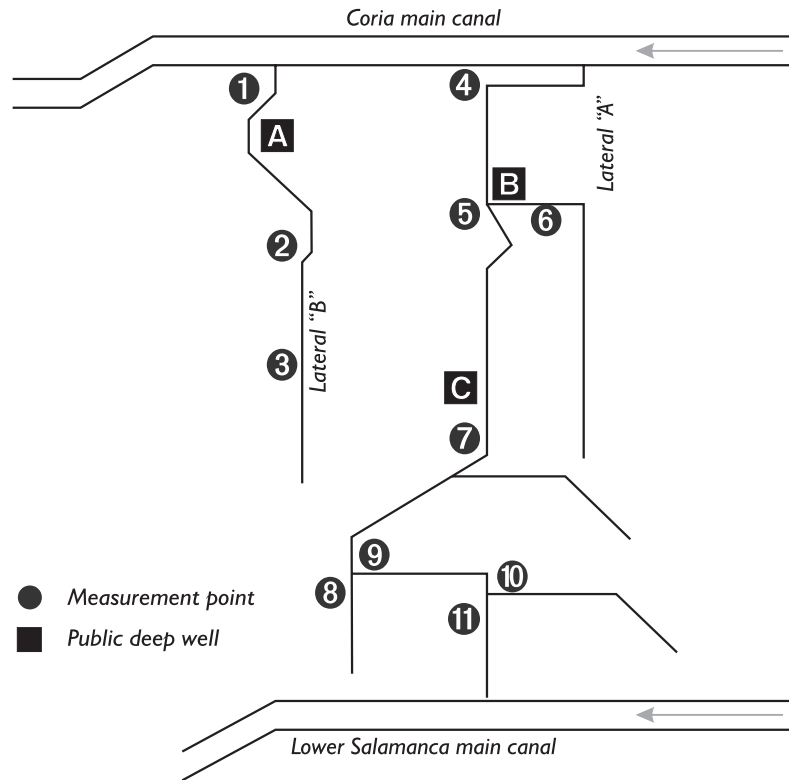 Coria main canal
1
4
A
Lateral “A”
B
5
6
2
Lateral “B”
3
C
7
9
10
8
11
Measurement point
Public deep well
Lower Salamanca main canal